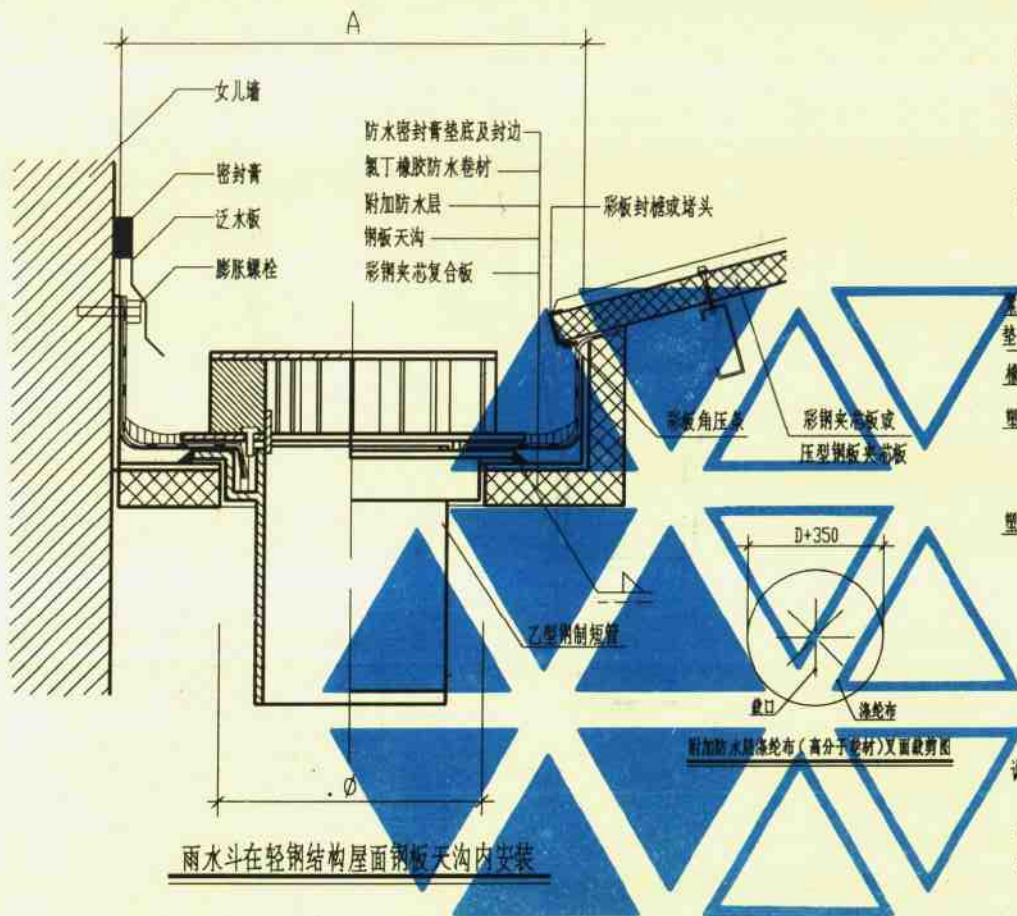 A
女儿墙
密封膏
泛水板
膨胀螺栓
防水密封膏垫底及封边
氯丁橡胶防水卷材
附加防水层
钢板天沟
彩钢夹芯复合板
彩板封檐或堵头
彩板角压条
彩钢夹芯板或
压型钢板夹芯板
乙型钢制短管
D+350
裁口
涤纶布
附加防水层涤纶布(高分子卷材)叉面裁剪图
Ø
雨水斗在轻钢结构屋面钢板天沟内安装
垫
橡
塑
塑